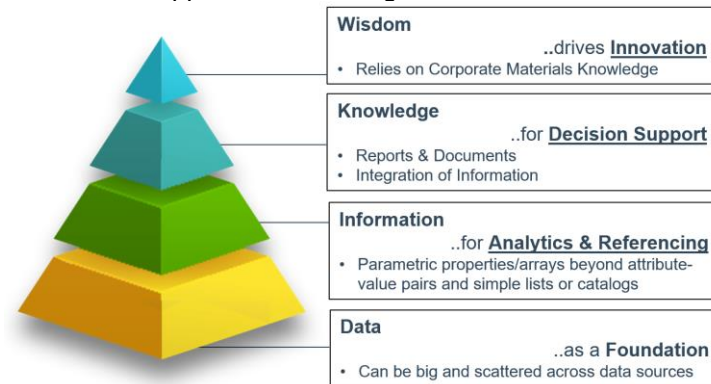 Wisdom
..drives Innovation
• Relies on Corporate Materials Knowledge
Knowledge
..for Decision Support
• Reports & Documents
• Integration of Information
Information
..for Analytics & Referencing
• Parametric properties/arrays beyond attribute-
value pairs and simple lists or catalogs
Data
..as a Foundation
• Can be big and scattered across data sources